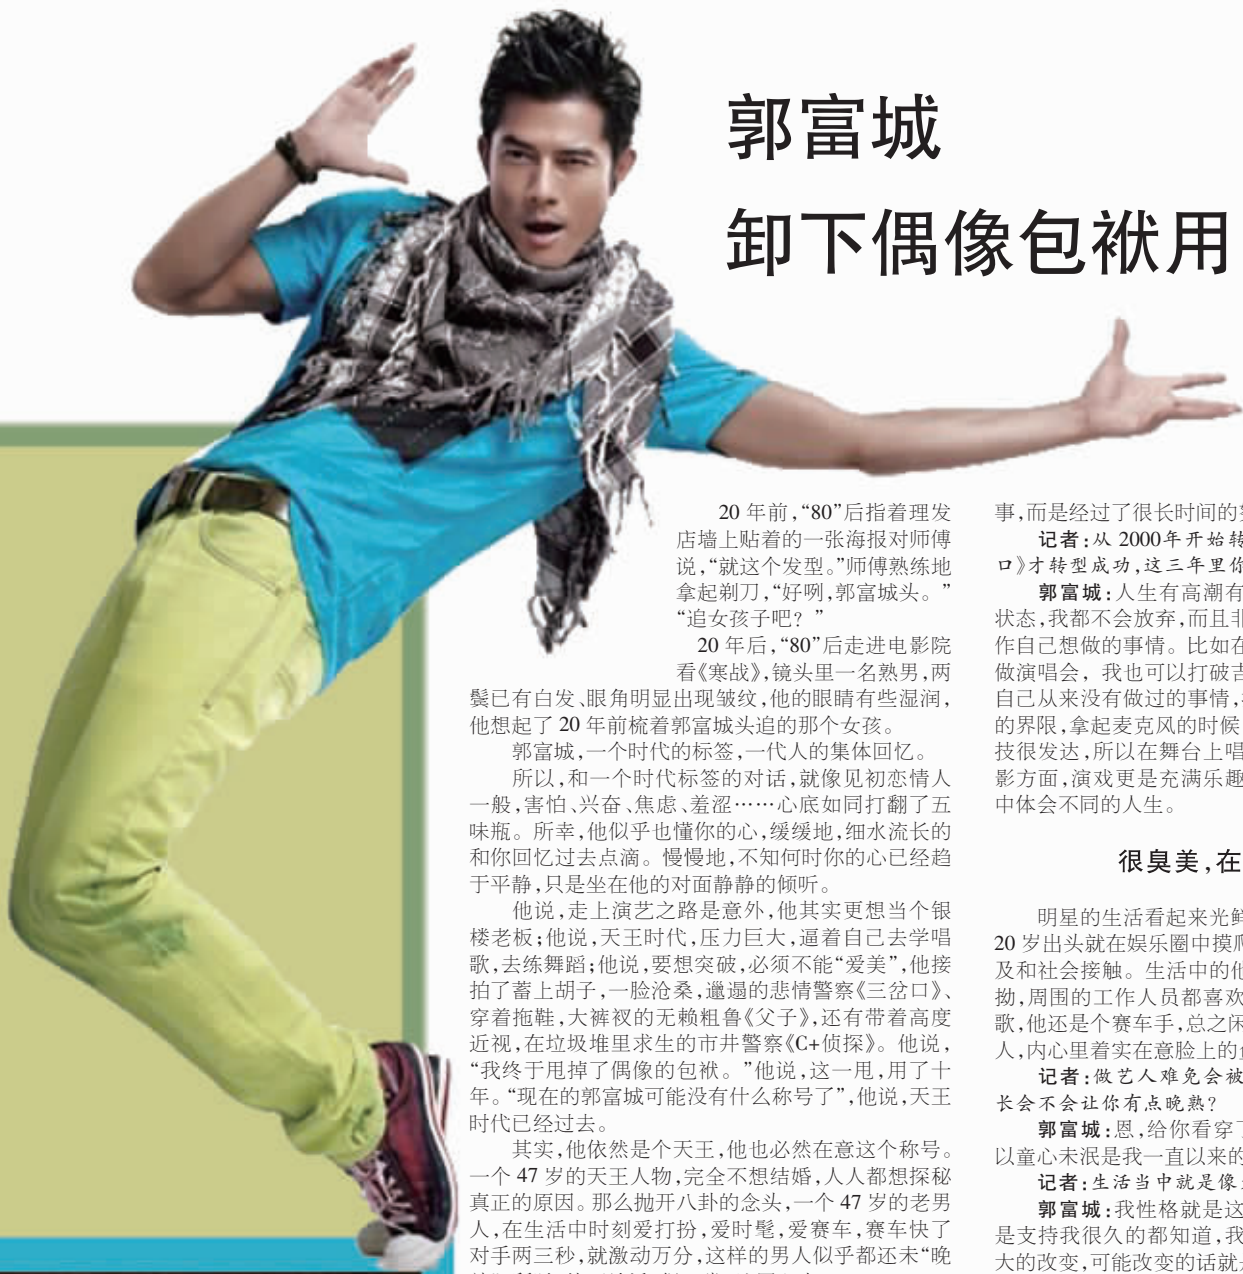 郭富城
卸下偶像包袱用
20 年前，“80”后指着理发
店墙上贴着的一张海报对师傅
说，“就这个发型。”师傅熟练地
拿起剃刀，“好咧，郭富城头。”
“追女孩子吧？”
20 年后，“80”后走进电影院
看《寒战》，镜头里一名熟男，两
鬓已有白发、眼角明显出现皱纹，他的眼睛有些湿润，
他想起了 20 年前梳着郭富城头追的那个女孩。
郭富城，一个时代的标签，一代人的集体回忆。
所以，和一个时代标签的对话，就像见初恋情人
一般，害怕、兴奋、焦虑、羞涩……心底如同打翻了五
味瓶。所幸，他似乎也懂你的心，缓缓地，细水流长的
和你回忆过去点滴。慢慢地，不知何时你的心已经趋
于平静，只是坐在他的对面静静的倾听。
他说，走上演艺之路是意外，他其实更想当个银
楼老板；他说，天王时代，压力巨大，逼着自己去学唱
歌，去练舞蹈；他说，要想突破，必须不能“爱美”，他接
拍了蓄上胡子，一脸沧桑，邋遢的悲情警察《三岔口》、
穿着拖鞋，大裤衩的无赖粗鲁《父子》，还有带着高度
近视，在垃圾堆里求生的市井警察《C+侦探》。他说，
“我终于甩掉了偶像的包袱。”他说，这一甩，用了十
年。“现在的郭富城可能没有什么称号了”，他说，天王
时代已经过去。
其实，他依然是个天王，他也必然在意这个称号。
一个 47 岁的天王人物，完全不想结婚，人人都想探秘
真正的原因。那么抛开八卦的念头，一个 47 岁的老男
人，在生活中时刻爱打扮，爱时髦，爱赛车，赛车快了
对手两三秒，就激动万分，这样的男人似乎都还未“晚
事，而是经过了很长时间的
记者：从 2000年开始转
口》才转型成功，这三年里你
郭富城：人生有高潮有
状态，我都不会放弃，而且非
作自己想做的事情。比如在
做演唱会，我也可以打破吉
自己从来没有做过的事情，
的界限，拿起麦克风的时候
技很发达，所以在舞台上唱
影方面，演戏更是充满乐趣
中体会不同的人生。
很臭美，在
明星的生活看起来光鲜
20 岁出头就在娱乐圈中摸爬
及和社会接触。生活中的他
拗，周围的工作人员都喜欢
歌，他还是个赛车手，总之闲
人，内心里着实在意脸上的
记者：做艺人难免会被
长会不会让你有点晚熟？
郭富城：恩，给你看穿了
以童心未泯是我一直以来的
记者：生活当中就是像
郭富城：我性格就是这
是支持我很久的都知道，我
大的改变，可能改变的话就